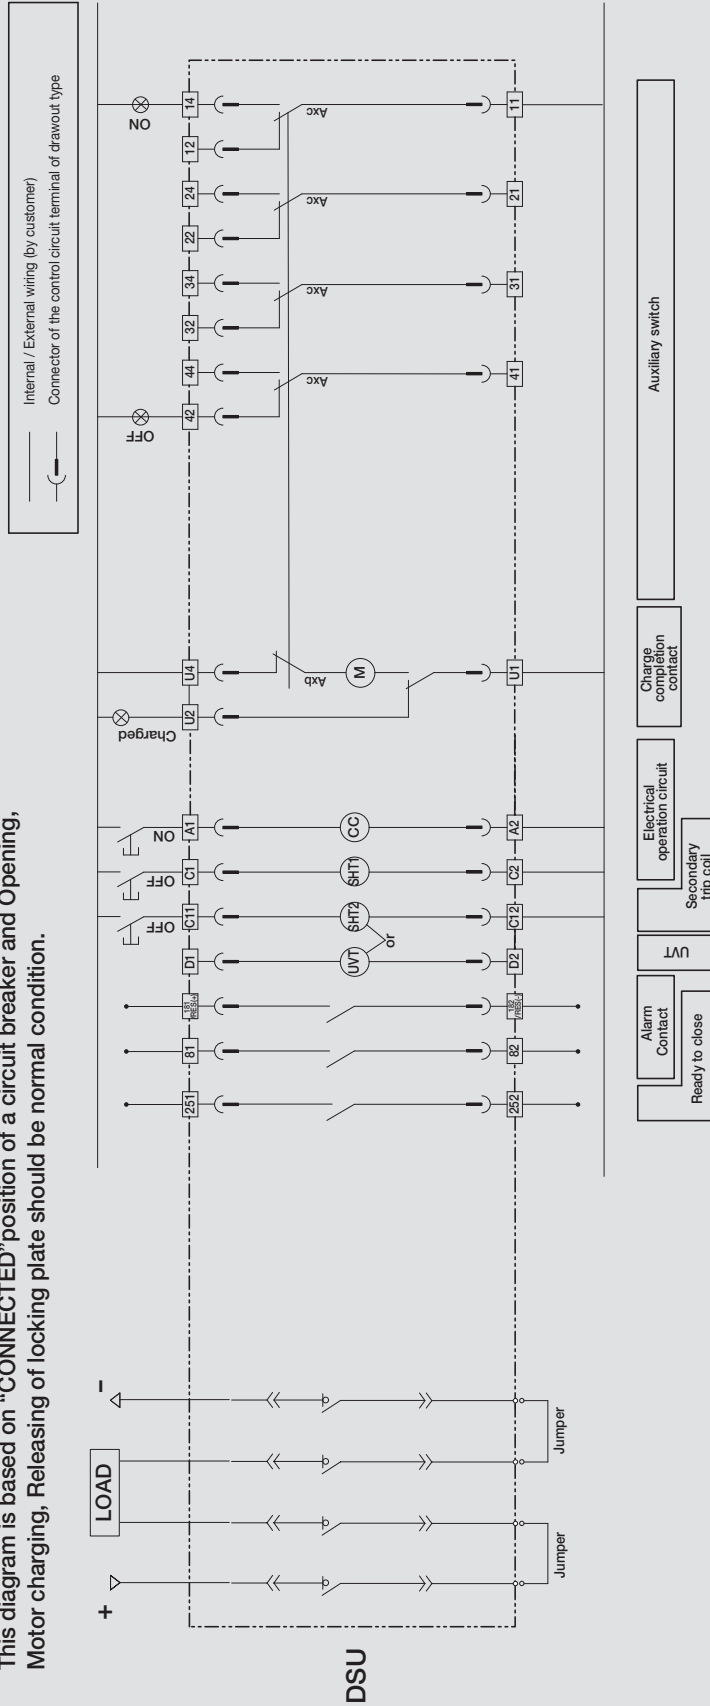 This diagram is based on "CONNECTED"position of a circuit breaker and Opening,
Motor charging, Releasing of locking plate should be normal condition.
Internal / External wiring (by customer)
Connector of the control circuit terminal of drawout type
DSU
+
LOAD
−
Jumper
Jumper
251
81
181
/RES(+)
D1
C11
C1
A1
U2
U4
42
44
32
34
22
24
12
14
OFF
OFF
ON
Charged
OFF
ON
UVT
or
SHT2
SHT1
CC
M
Axb
Axc
Axc
Axc
Axc
252
82
182
/RES(-)
D2
C12
C2
A2
U1
41
31
21
11
Ready to close
Alarm
Contact
UVT
Secondary
trip coil
Electrical
operation circuit
Charge
completion
contact
Auxiliary switch